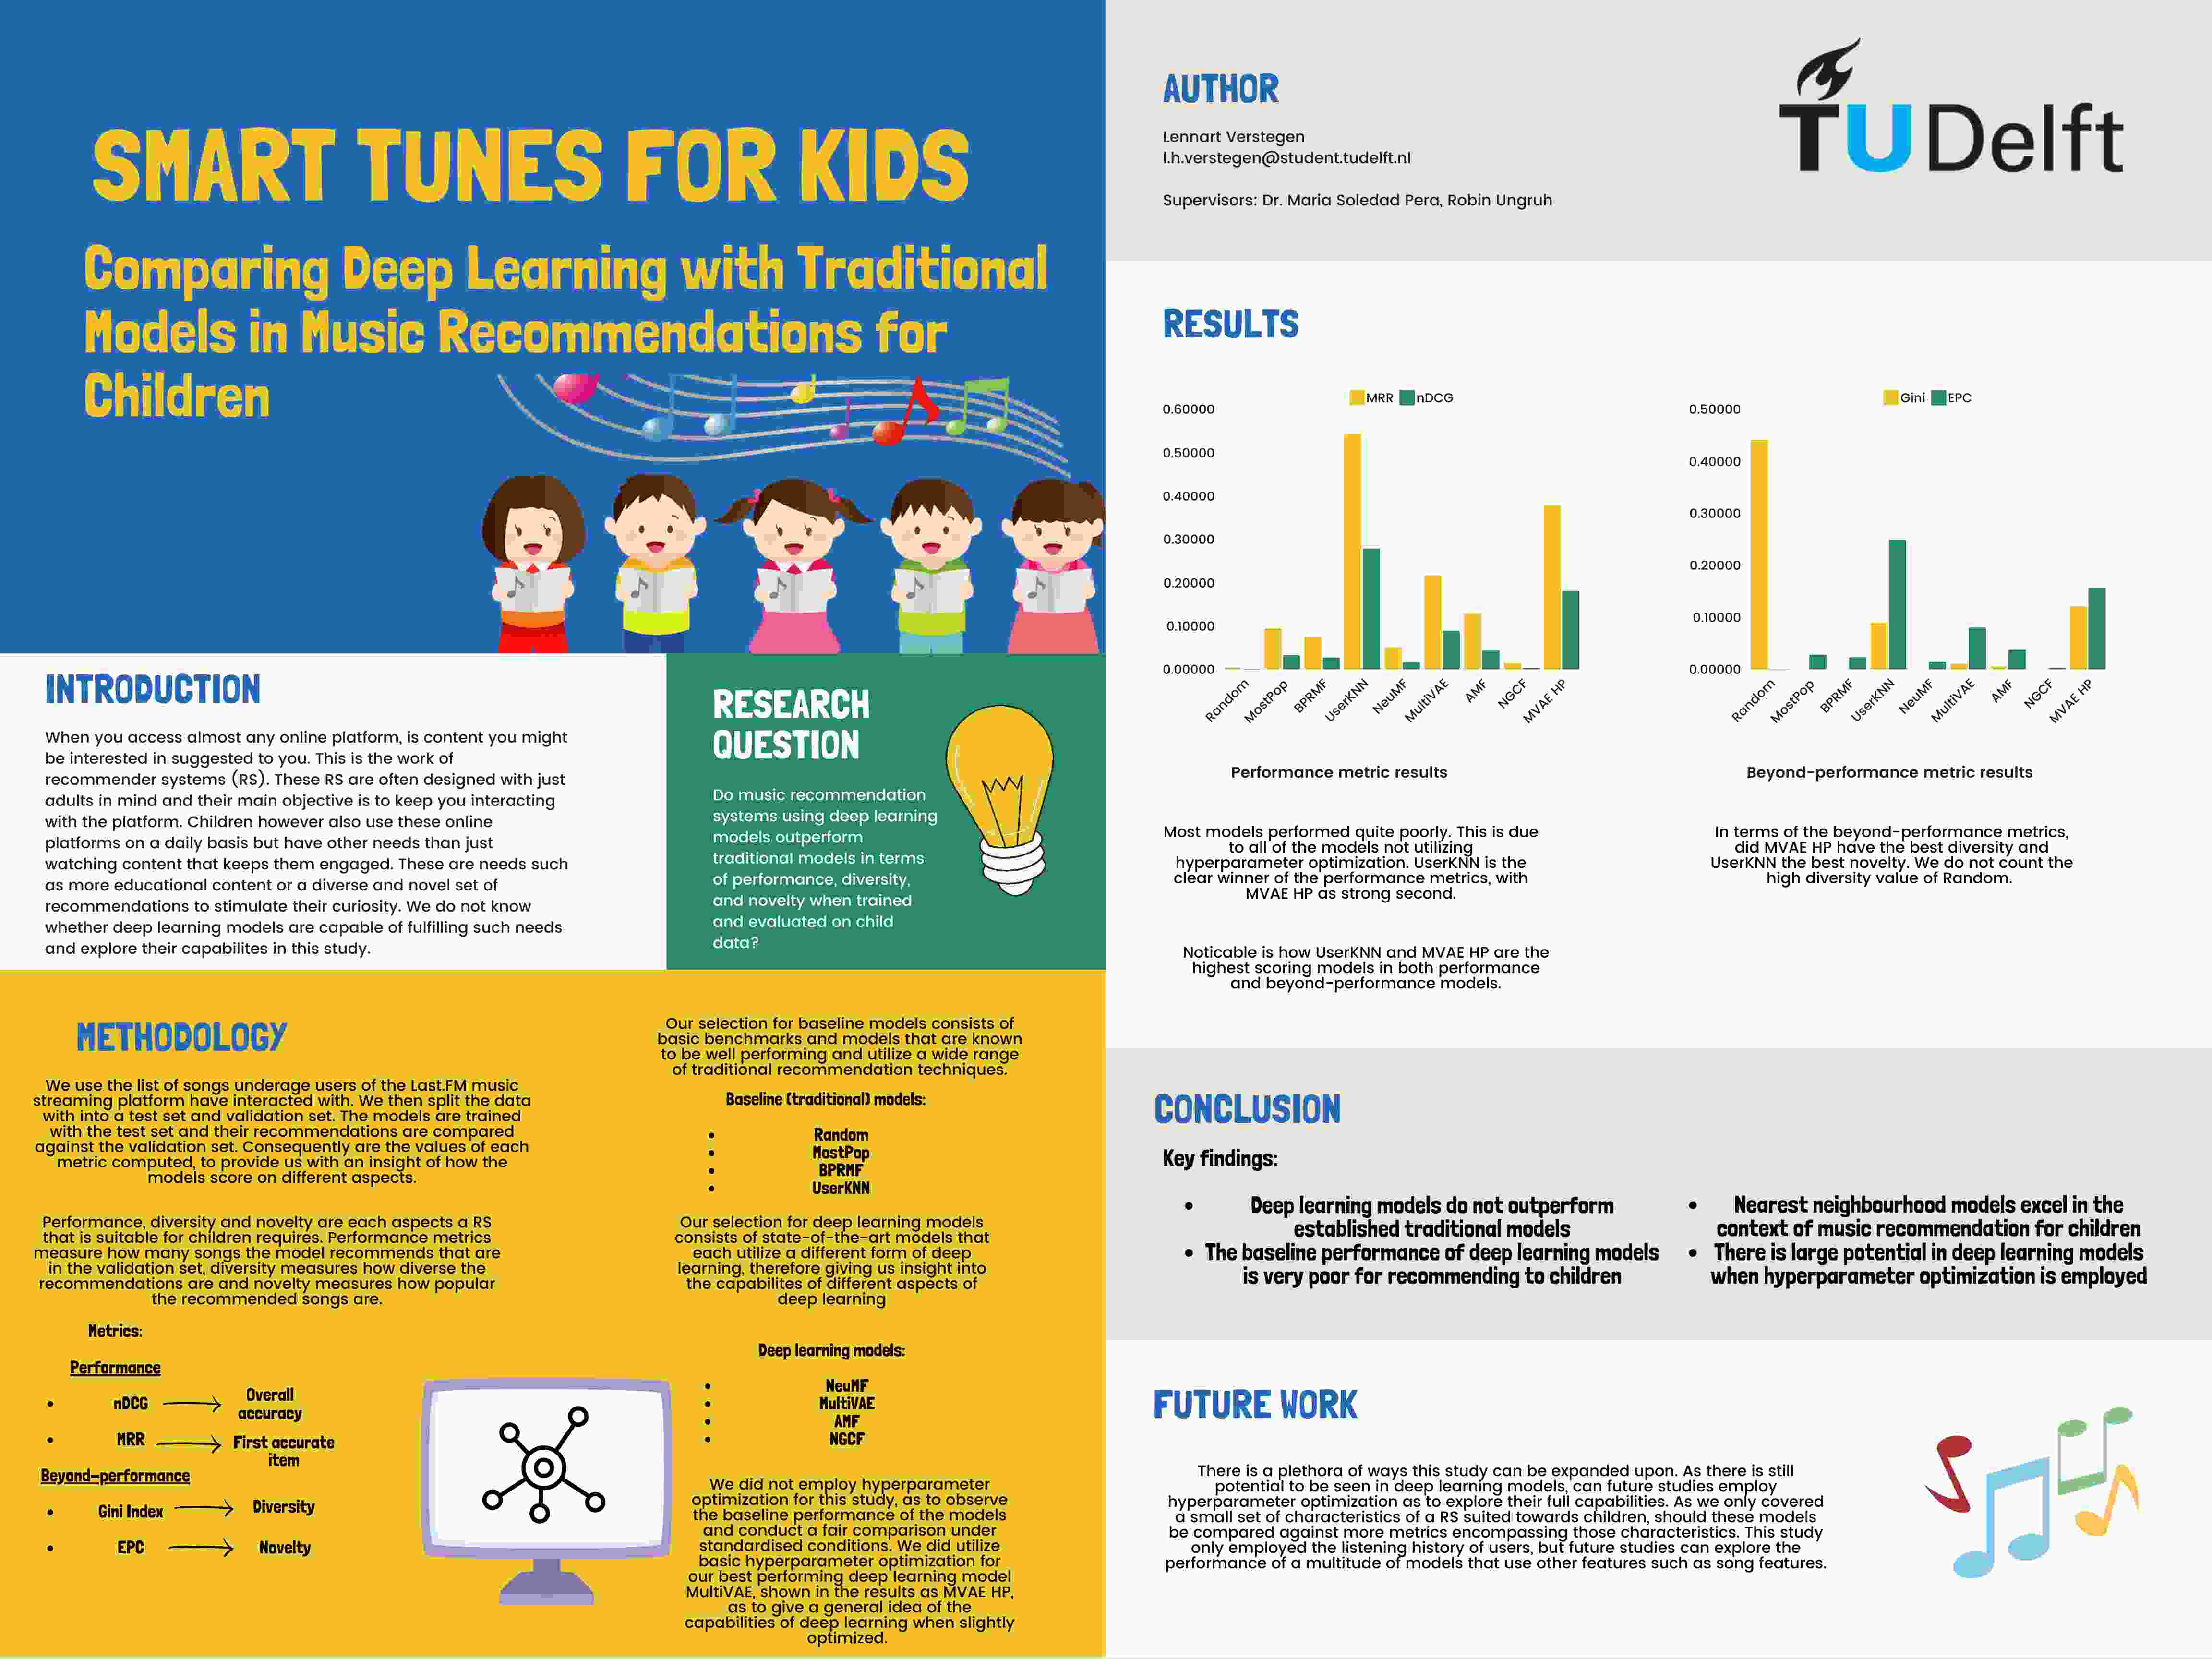 SMART TUNES FOR KIDS
Comparing Deep Learning with Traditional
Models in Music Recommendations for
Children
INTRODUCTION
When you access almost any online platform, is content you might
be interested in suggested to you. This is the work of
recommender systems (RS). These RS are often designed with just
adults in mind and their main objective is to keep you interacting
with the platform. Children however also use these online
platforms on a daily basis but have other needs than just
watching content that keeps them engaged. These are needs such
as more educational content or a diverse and novel set of
recommendations to stimulate their curiosity. We do not know
whether deep learning models are capable of fulfilling such needs
and explore their capabilites in this study.
RESEARCH
QUESTION
Do music recommendation
systems using deep learning
models outperform
traditional models in terms
of performance, diversity,
and novelty when trained
and evaluated on child
data?
METHODOLOGY
We use the list of songs underage users of the Last.FM music
streaming platform have interacted with. We then split the data
with into a test set and validation set. The models are trained
with the test set and their recommendations are compared
against the validation set. Consequently are the values of each
metric computed, to provide us with an insight of how the
models score on different aspects.
Performance, diversity and novelty are each aspects a RS
that is suitable for children requires. Performance metrics
measure how many songs the model recommends that are
in the validation set, diversity measures how diverse the
recommendations are and novelty measures how popular
the recommended songs are.
Metrics:
Performance
• nDCG → Overall
accuracy
• MRR → First accurate
item
Beyond-performance
• Gini Index → Diversity
• EPC → Novelty
Our selection for baseline models consists of
basic benchmarks and models that are known
to be well performing and utilize a wide range
of traditional recommendation techniques.
Baseline (traditional) models:
• Random
• MostPop
• BPRMF
• UserKNN
Our selection for deep learning models
consists of state-of-the-art models that
each utilize a different form of deep
learning, therefore giving us insight into
the capabilites of different aspects of
deep learning
Deep learning models:
• NeuMF
• MultiVAE
• AMF
• NGCF
We did not employ hyperparameter
optimization for this study, as to observe
the baseline performance of the models
and conduct a fair comparison under
standardised conditions. We did utilize
basic hyperparameter optimization for
our best performing deep learning model
MultiVAE, shown in the results as MVAE HP,
as to give a general idea of the
capabilities of deep learning when slightly
optimized.
AUTHOR
Lennart Verstegen
l.h.verstegen@student.tudelft.nl
Supervisors: Dr. Maria Soledad Pera, Robin Ungruh
TU Delft
RESULTS
MRR nDCG
0.60000
0.50000
0.40000
0.30000
0.20000
0.10000
0.00000
Random
MostPop
BPRMF
UserKNN
NeuMF
MultiVAE
AMF
NGCF
MVAE HP
Performance metric results
Most models performed quite poorly. This is due
to all of the models not utilizing
hyperparameter optimization. UserKNN is the
clear winner of the performance metrics, with
MVAE HP as strong second.
Noticable is how UserKNN and MVAE HP are the
highest scoring models in both performance
and beyond-performance models.
Gini EPC
0.50000
0.40000
0.30000
0.20000
0.10000
0.00000
Random
MostPop
BPRMF
UserKNN
NeuMF
MultiVAE
AMF
NGCF
MVAE HP
Beyond-performance metric results
In terms of the beyond-performance metrics,
did MVAE HP have the best diversity and
UserKNN the best novelty. We do not count the
high diversity value of Random.
CONCLUSION
Key findings:
• Deep learning models do not outperform
established traditional models
• The baseline performance of deep learning models
is very poor for recommending to children
• Nearest neighbourhood models excel in the
context of music recommendation for children
• There is large potential in deep learning models
when hyperparameter optimization is employed
FUTURE WORK
There is a plethora of ways this study can be expanded upon. As there is still
potential to be seen in deep learning models, can future studies employ
hyperparameter optimization as to explore their full capabilities. As we only covered
a small set of characteristics of a RS suited towards children, should these models
be compared against more metrics encompassing those characteristics. This study
only employed the listening history of users, but future studies can explore the
performance of a multitude of models that use other features such as song features.